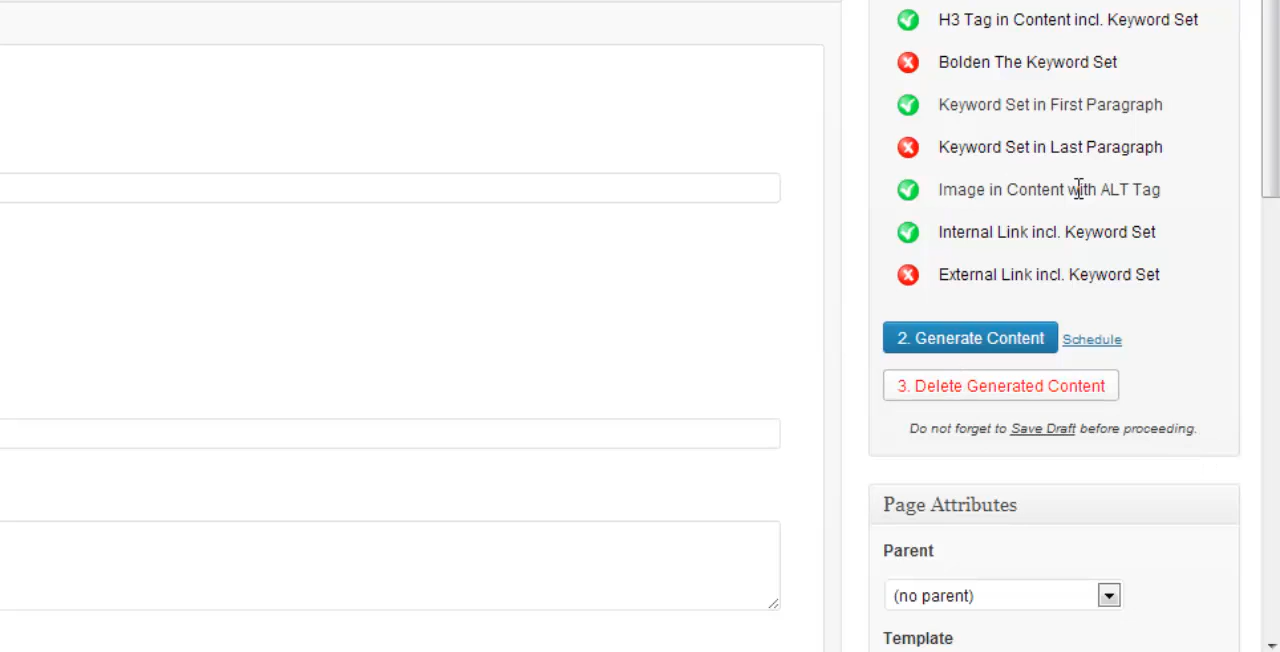 H3 Tag in Content incl. Keyword Set
Bolden The Keyword Set
Keyword Set in First Paragraph
Keyword Set in Last Paragraph
Image in Content with ALT Tag
Internal Link incl. Keyword Set
External Link incl. Keyword Set
2. Generate Content Schedule
3. Delete Generated Content
Do not forget to Save Draft before proceeding.
Page Attributes
Parent
(no parent)
Template